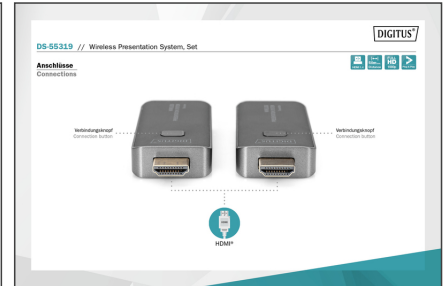 DIGITUS®
DS-55319 // Wireless Presentation System, Set
Anschlüsse
Connections
Verbindungsknopf
Connection button
Verbindungsknopf
Connection button
HDMI®